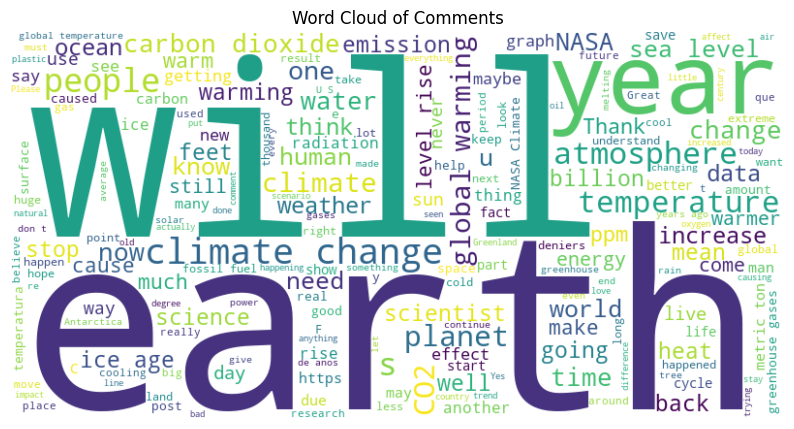 Word Cloud of Comments
global temperature
carbon dioxide
emission
graph
NASA
save
affect
air
must
ocean
plastic
everything
future
Please
use
say
people
see
warm
getting
result
take
one
warming
global warming
maybe
sea level
little
melting
century
Great
que
caused
gas
carbon
used
put
U S
e
water
think
never
level rise
period
look
cool
oil
year
will
Thank
change
extreme
understand
increased
today
ice
new
many
lot
thousand
every
radiation
keep
NASA Climate
atmosphere
changing
want
surface
average
know
feet
human
made
u
help
next
billion
data
better
t
amount
huge
natural
still
solar
done
comment
climate
scenario
sun
thing
fact
seen
temperature
years ago
oxygen
warmer
don t
actually
weather
gases
right
stop
now
point
old
climate change
Greenland
deniers
ppm
increase
mean
global
happen
believe
hope
re
cause
fossil fuel
happening
show
something
space
part
energy
greenhouse
rain
come
man
causing
much
need
real
y
cold
end
love
even
way
degree
power
good
scientist
world
live
life
temperatura
Antarctica
science
really
F
continue
planet
make
long
tree
happened
heat
metric ton
greenhouse gases
earth
ice age
give
anything
rise
let
effect
start
going
difference
cycle
c
cooling
big
day
de anos
https
s
CO2
well
Yes
time
stay
move
impact
line
land
due
may
trend
country
another
around
back
trying
place
post
bad
research
less